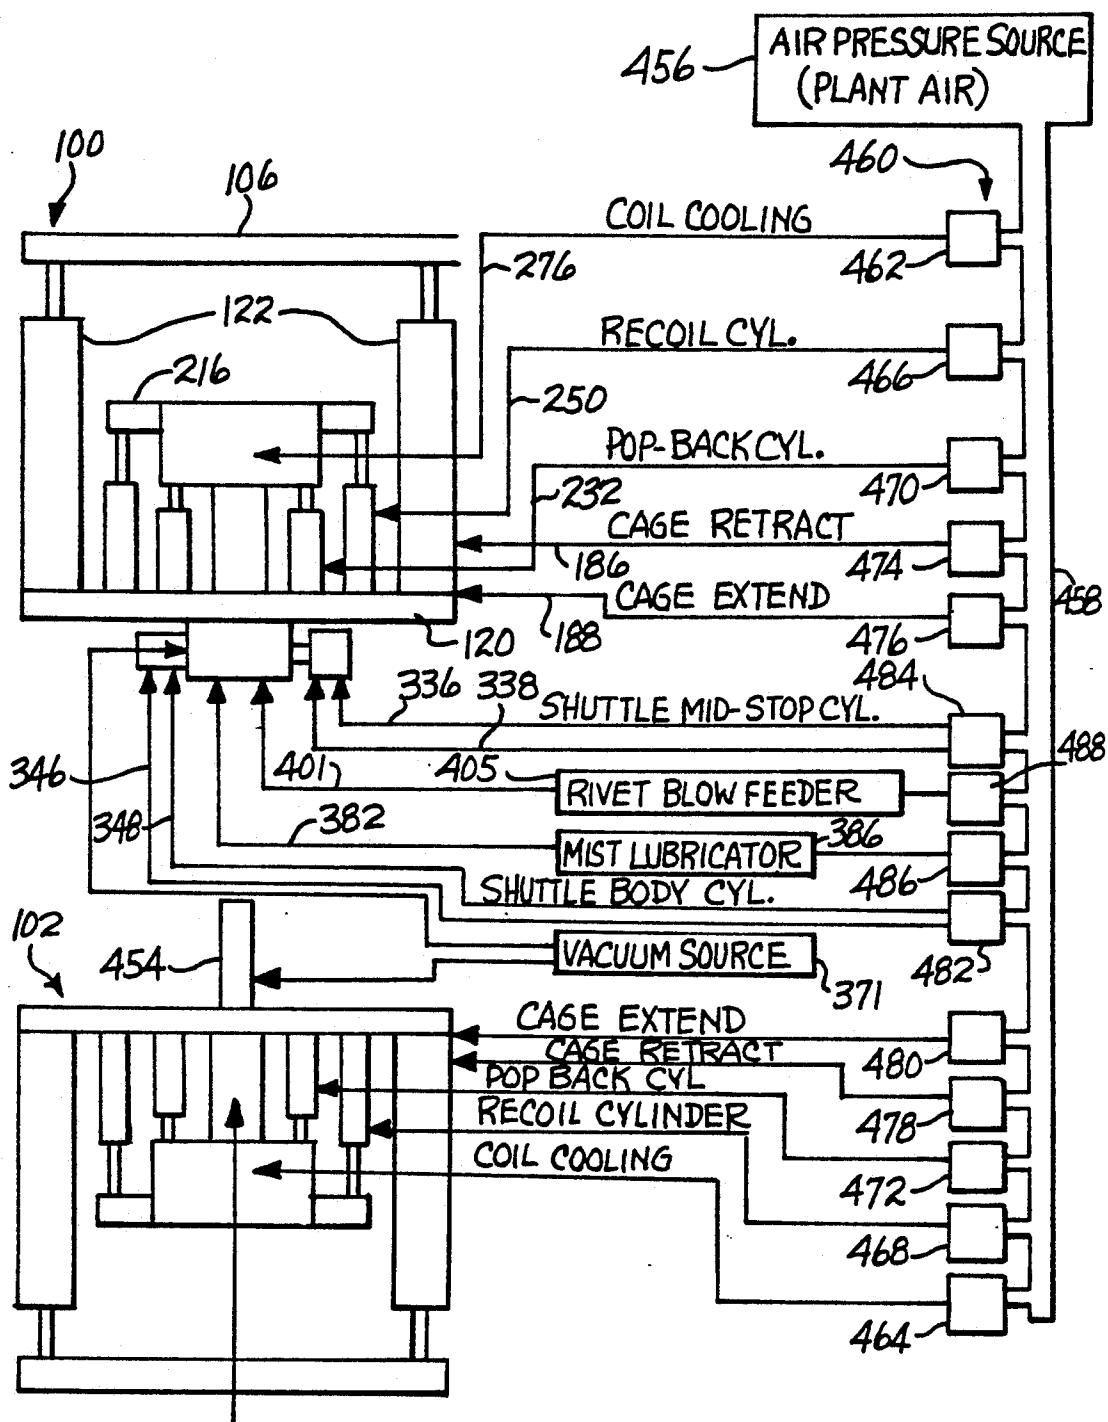 AIR PRESSURE SOURCE
(PLANT AIR)
456
100
106
460
COIL COOLING
276
462
122
RECOIL CYL.
466
216
250
POP-BACK CYL.
470
232
CAGE RETRACT
186
474
458
CAGE EXTEND
188
476
120
484
336
338
SHUTTLE MID-STOP CYL.
488
346
401
405
RIVET BLOW FEEDER
348
382
386
MIST LUBRICATOR
486
SHUTTLE BODY CYL.
102
454
VACUUM SOURCE
371
482
CAGE EXTEND
480
CAGE RETRACT
POP BACK CYL
478
RECOIL CYLINDER
COIL COOLING
472
468
464